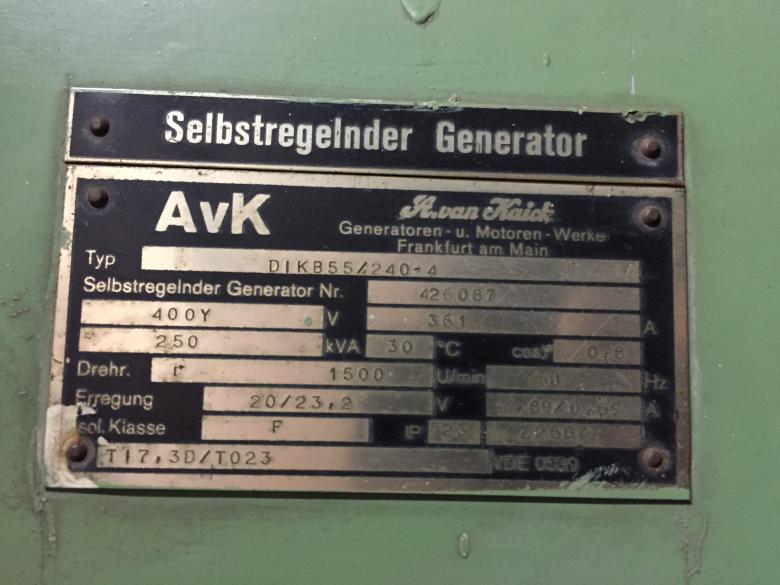 Selbstregelnder Generator
AvK A. van Kaick
Generatoren- u. Motoren-Werke
Frankfurt am Main
Typ DIKB55/240-4
Selbstregelnder Generator Nr. 426087
400Y V 361 A
250 kVA 30 °C cosφ 0,8
Drehr. r 1500 U/min 50 Hz
Erregung 20/23,2 V A
Isol. Klasse F IP 23
T17,3D/T023 VDE 0530